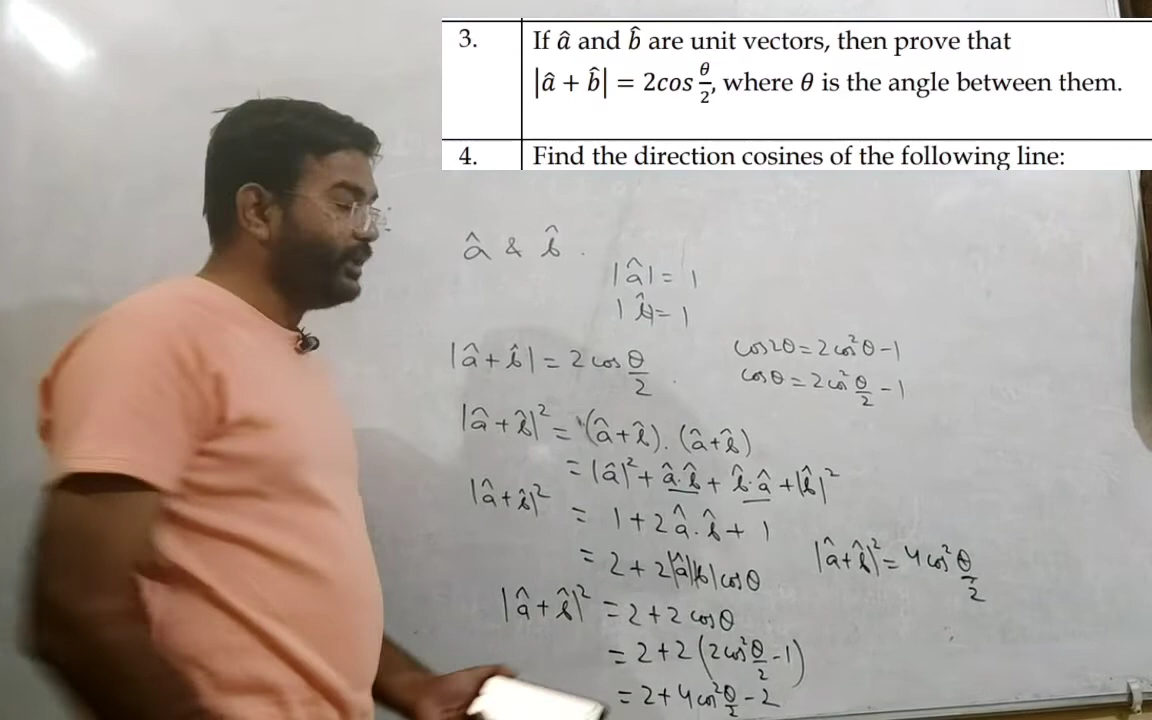 3. If â and b̂ are unit vectors, then prove that
|â + b̂| = 2cos θ/2, where θ is the angle between them.
4. Find the direction cosines of the following line:
â & b̂.
|â| = 1
|b̂| = 1
|â + b̂| = 2 cos θ/2.
cos2θ = 2cos²θ - 1
cosθ = 2cos² θ/2 - 1
|â + b̂|² = (â + b̂). (â + b̂)
= |â|² + â.b̂ + b̂.â + |b̂|²
|â + b̂|²
= 1 + 2â.b̂ + 1
= 2 + 2|â||b̂| cosθ
|â + b̂|² = 4cos² θ/2
|â + b̂|² = 2 + 2 cosθ
= 2 + 2 (2cos² θ/2 - 1)
= 2 + 4cos² θ/2 - 2